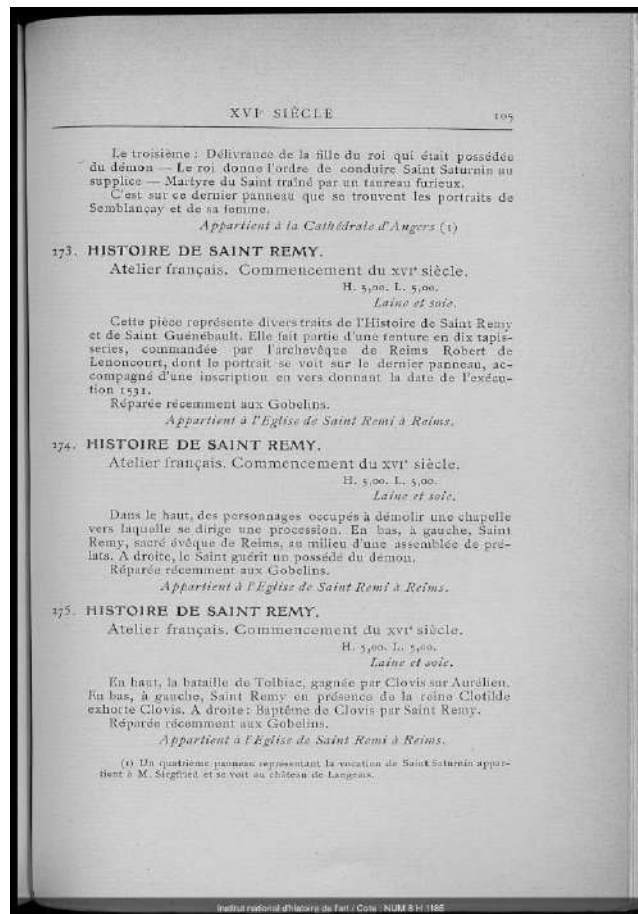 XVIe SIÈCLE 105
Le troisième : Délivrance de la fille du roi qui était possédée
du démon — Le roi donne l'ordre de conduire Saint Saturnin au
supplice — Martyre du Saint traîné par un taureau furieux.
C'est sur ce dernier panneau que se trouvent les portraits de
Semblançay et de sa femme.
Appartient à la Cathédrale d'Angers (1)
173. HISTOIRE DE SAINT REMY.
Atelier français. Commencement du XVIe siècle.
H. 5,00. L. 5,00.
Laine et soie.
Cette pièce représente divers traits de l'Histoire de Saint Remy
et de Saint Guénébault. Elle fait partie d'une tenture en dix tapis-
series, commandée par l'archevêque de Reims Robert de
Lenoncourt, dont le portrait se voit sur le dernier panneau, ac-
compagné d'une inscription en vers donnant la date de l'exécu-
tion 1531.
Réparée récemment aux Gobelins.
Appartient à l'Eglise de Saint Remi à Reims.
174. HISTOIRE DE SAINT REMY.
Atelier français. Commencement du XVIe siècle.
H. 5,00. L. 5,00.
Laine et soie.
Dans le haut, des personnages occupés à démolir une chapelle
vers laquelle se dirige une procession. En bas, à gauche, Saint
Remy, sacré évêque de Reims, au milieu d'une assemblée de pré-
lats. A droite, le Saint guérit un possédé du démon.
Réparée récemment aux Gobelins.
Appartient à l'Eglise de Saint Remi à Reims.
175. HISTOIRE DE SAINT REMY.
Atelier français. Commencement du XVIe siècle.
H. 5,00. L. 5,00.
Laine et soie.
En haut, la bataille de Tolbiac, gagnée par Clovis sur Aurélien.
En bas, à gauche, Saint Remy en présence de la reine Clotilde
exhorte Clovis. A droite : Baptême de Clovis par Saint Remy.
Réparée récemment aux Gobelins.
Appartient à l'Eglise de Saint Remi à Reims.
(1) Un quatrième panneau représentant la vocation de Saint Saturnin appar-
tient à M. Siegfried et se voit au château de Langeais.
Institut national d'histoire de l'art / Cote : NUM 8 H 1185